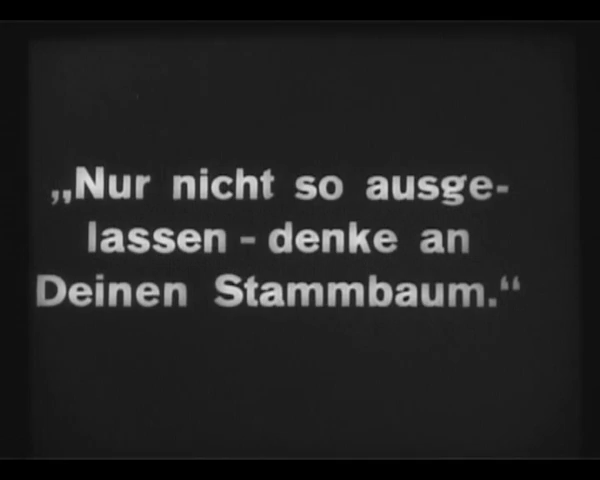 „Nur nicht so ausge-
lassen - denke an
Deinen Stammbaum.“